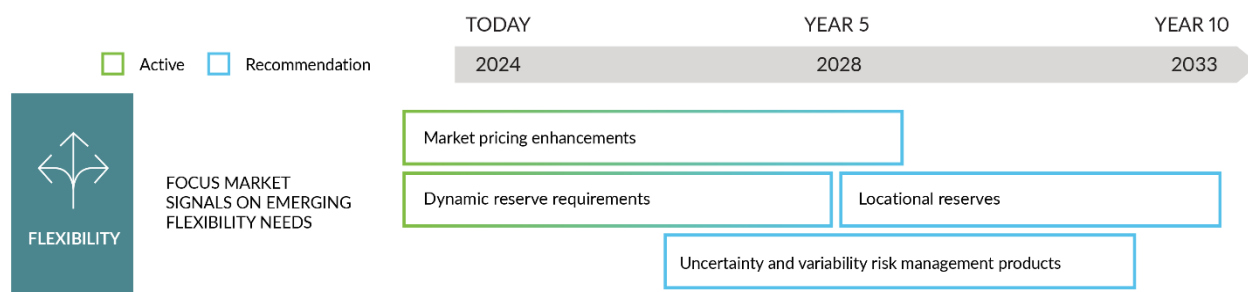 TODAY
YEAR 5
YEAR 10
Active
Recommendation
2024
2028
2033
FLEXIBILITY
FOCUS MARKET
SIGNALS ON EMERGING
FLEXIBILITY NEEDS
Market pricing enhancements
Dynamic reserve requirements
Locational reserves
Uncertainty and variability risk management products